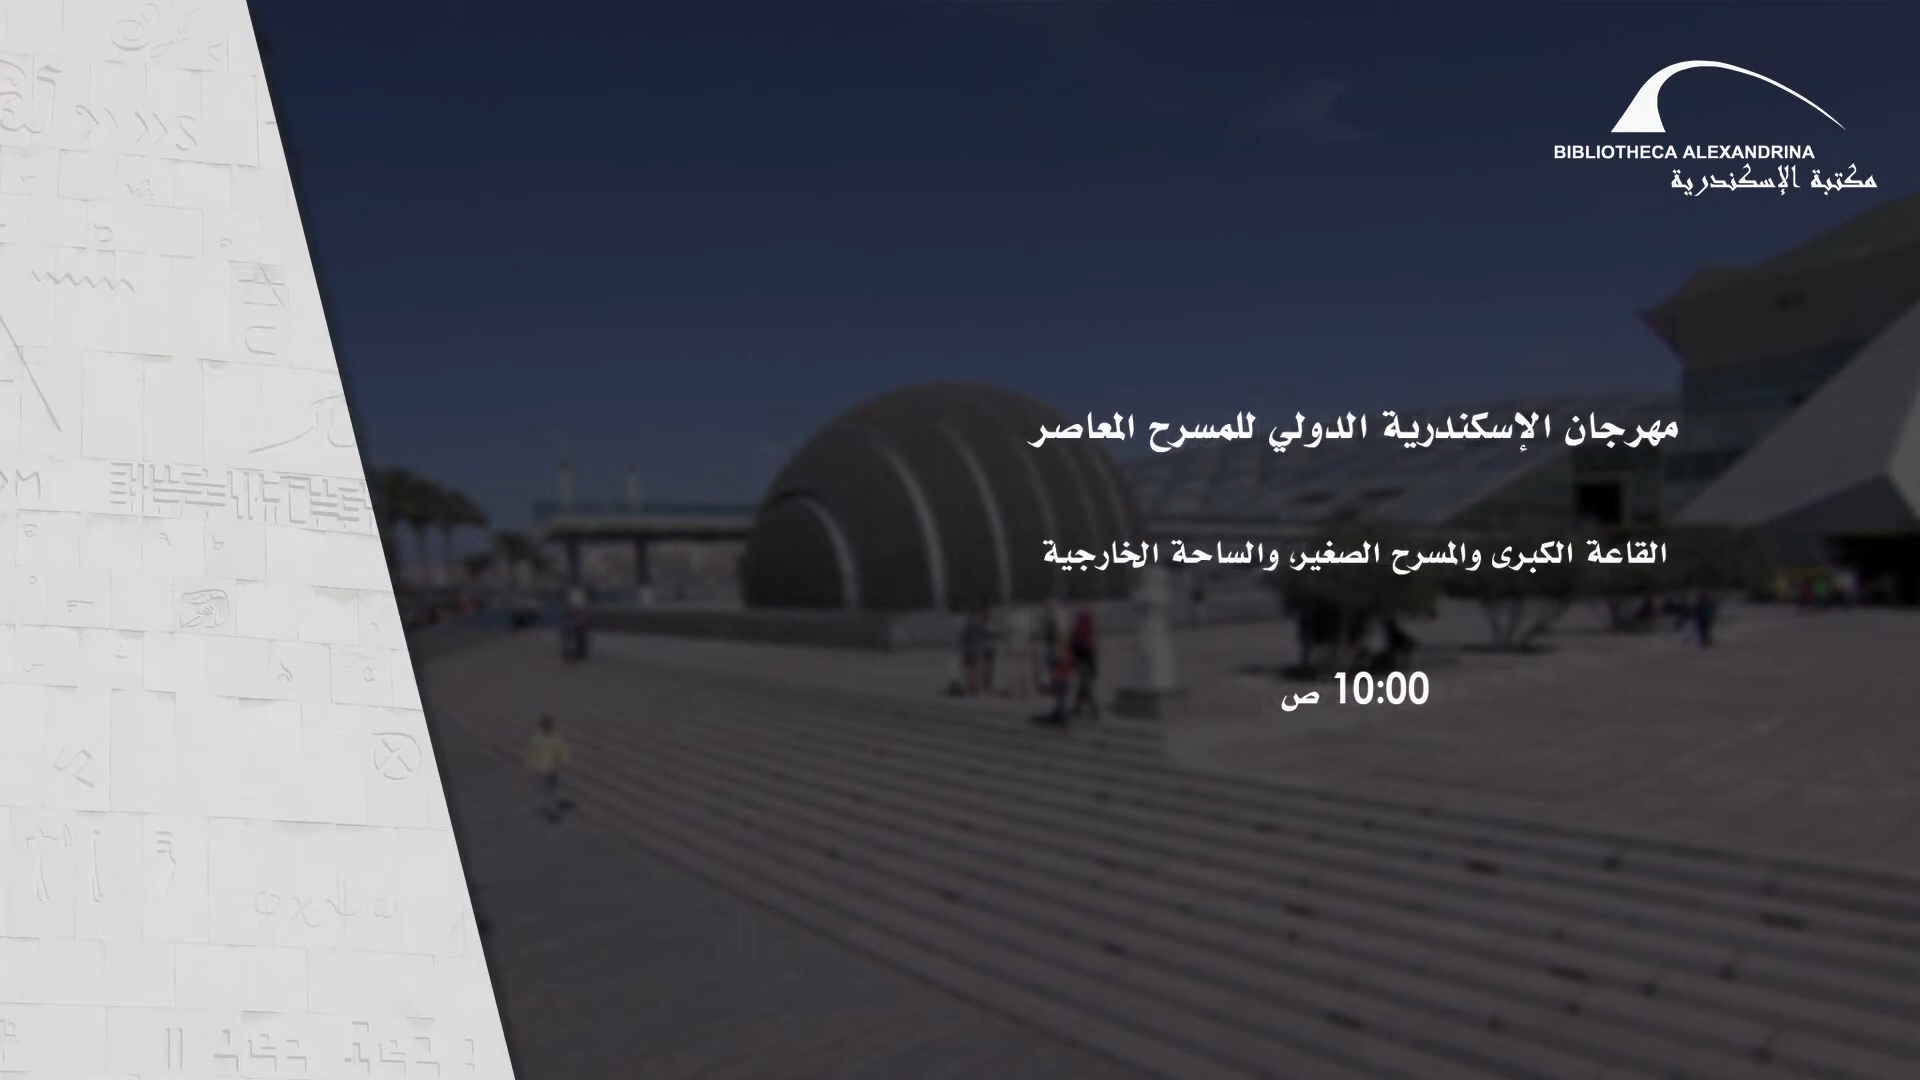 BIBLIOTHECA ALEXANDRINA
مكتبة الإسكندرية
مهرجان الإسكندرية الدولي للمسرح المعاصر
القاعة الكبرى والمسرح الصغير، والساحة الخارجية
10:00 ص